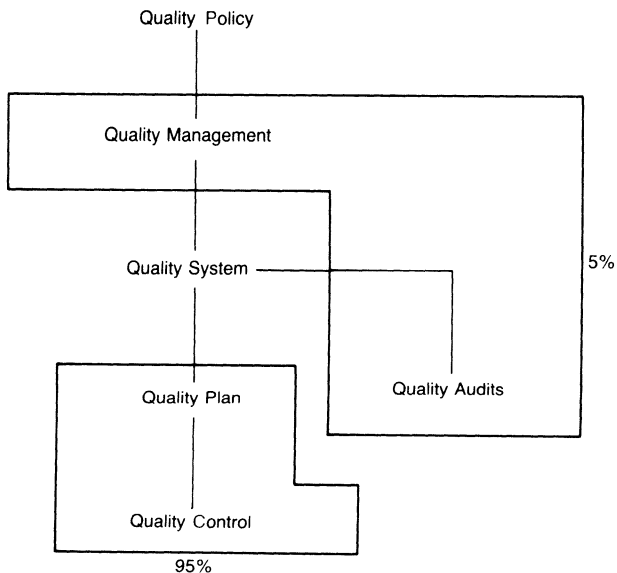 Quality Policy
Quality Management
Quality System
5%
Quality Audits
Quality Plan
Quality Control
95%